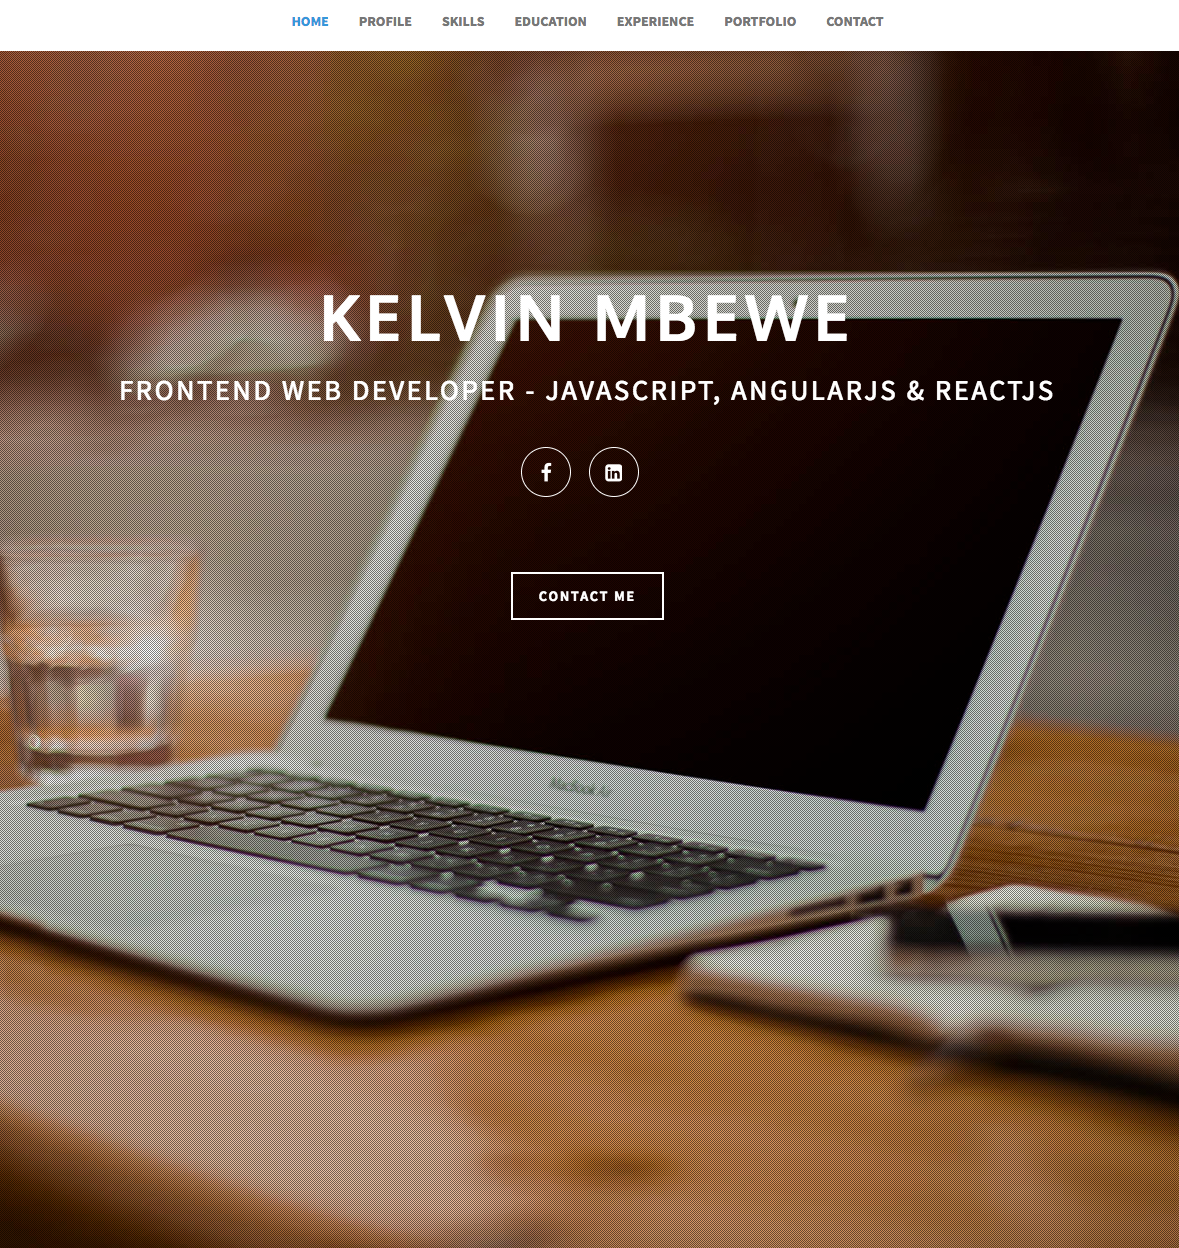 HOME PROFILE SKILLS EDUCATION EXPERIENCE PORTFOLIO CONTACT
KELVIN MBEWE
FRONTEND WEB DEVELOPER - JAVASCRIPT, ANGULARJS & REACTJS
CONTACT ME
MacBook Air